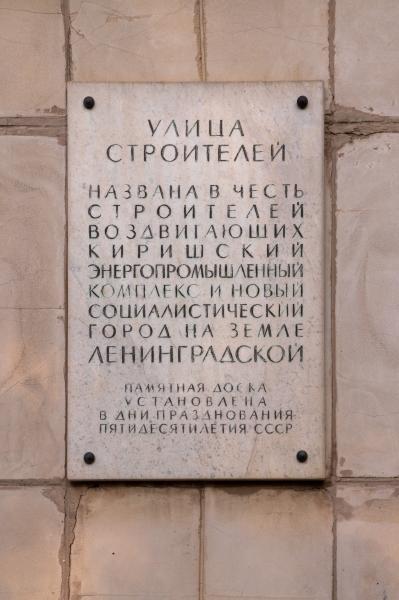 УЛИЦА
СТРОИТЕЛЕЙ
НАЗВАНА В ЧЕСТЬ
СТРОИТЕЛЕЙ
ВОЗДВИГАЮЩИХ
КИРИШСКИЙ
ЭНЕРГОПРОМЫШЛЕННЫЙ
КОМПЛЕКС И НОВЫЙ
СОЦИАЛИСТИЧЕСКИЙ
ГОРОД НА ЗЕМЛЕ
ЛЕНИНГРАДСКОЙ
ПАМЯТНАЯ ДОСКА
УСТАНОВЛЕНА
В ДНИ ПРАЗДНОВАНИЯ
ПЯТИДЕСЯТИЛЕТИЯ СССР